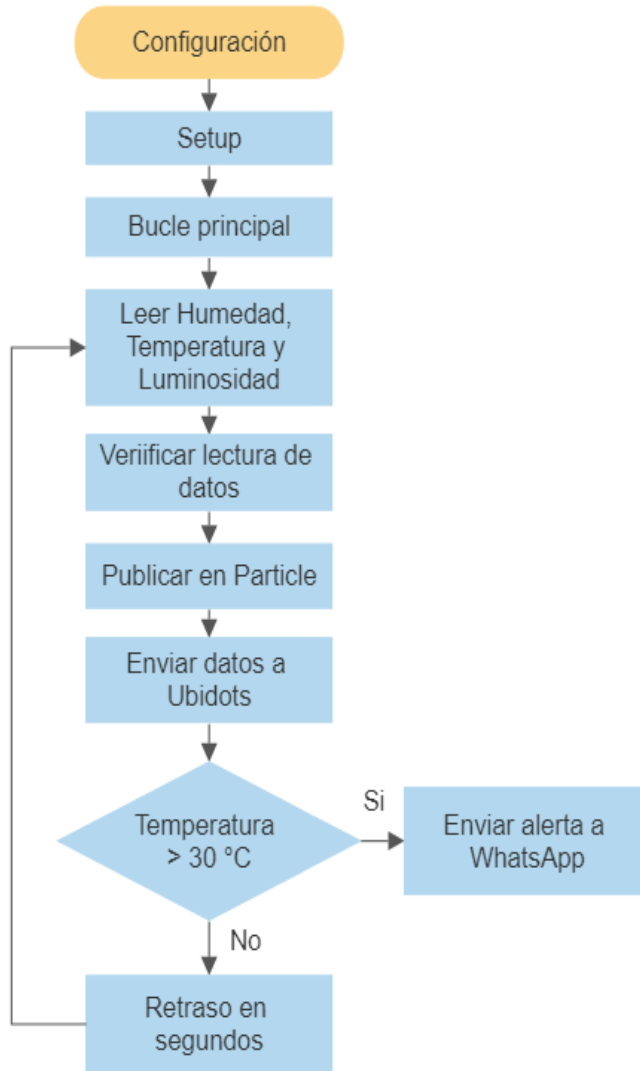 Configuración
Setup
Bucle principal
Leer Humedad,
Temperatura y
Luminosidad
Veriificar lectura de
datos
Publicar en Particle
Enviar datos a
Ubidots
Temperatura
> 30 °C
Si
Enviar alerta a
WhatsApp
No
Retraso en
segundos